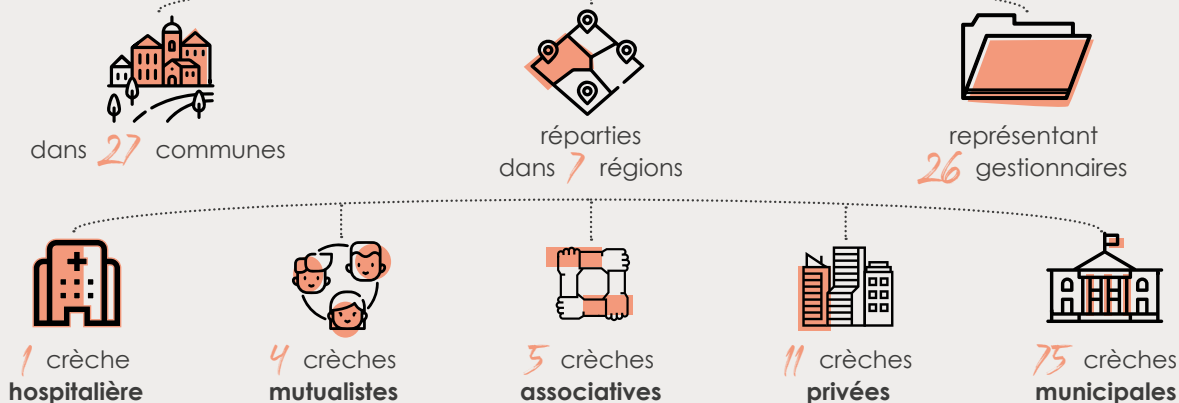 dans 27 communes
réparties
dans 7 régions
représentant
26 gestionnaires
1 crèche
hospitalière
4 crèches
mutualistes
5 crèches
associatives
11 crèches
privées
75 crèches
municipales